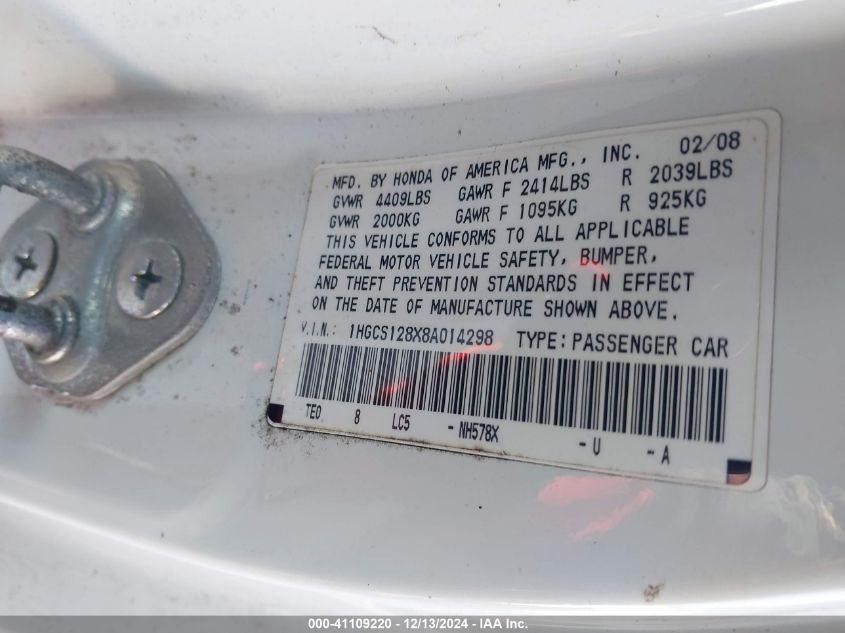 MFD. BY HONDA OF AMERICA MFG., INC. 02/08
GVWR 4409LBS GAWR F 2414LBS R 2039LBS
GVWR 2000KG GAWR F 1095KG R 925KG
THIS VEHICLE CONFORMS TO ALL APPLICABLE
FEDERAL MOTOR VEHICLE SAFETY, BUMPER,
AND THEFT PREVENTION STANDARDS IN EFFECT
ON THE DATE OF MANUFACTURE SHOWN ABOVE.
V.I.N.: 1HGCS128X8A014298 TYPE:PASSENGER CAR
TE0 8 LC5 - NH578X - U - A
000-41109220 - 12/13/2024 - IAA Inc.